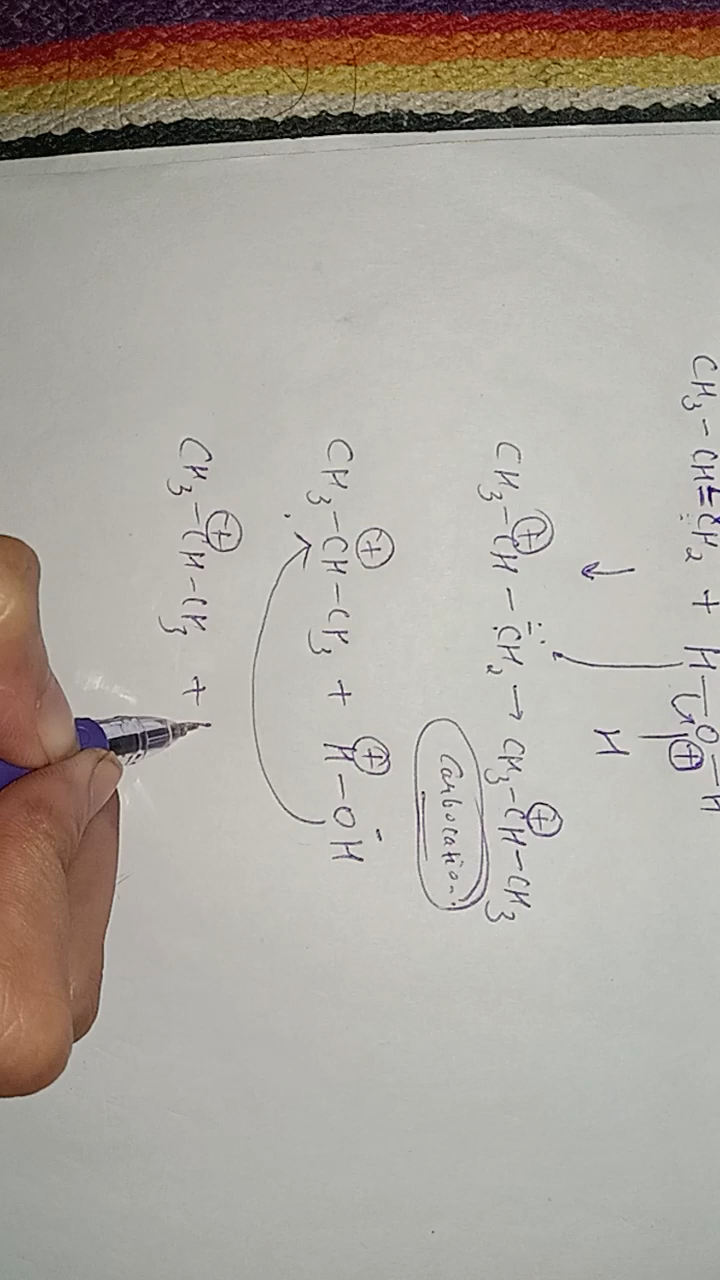 CH₃-CH=CH₂ + H-O-H
⊕
↓
H
CH₃-CH-CH₂ → CH₃-CH-CH₃
⊕ ⊕
Carbocation.
CH₃-CH-CH₃ + H-OH
⊕ ⊕ -
CH₃-CH-CH₃ +
⊕